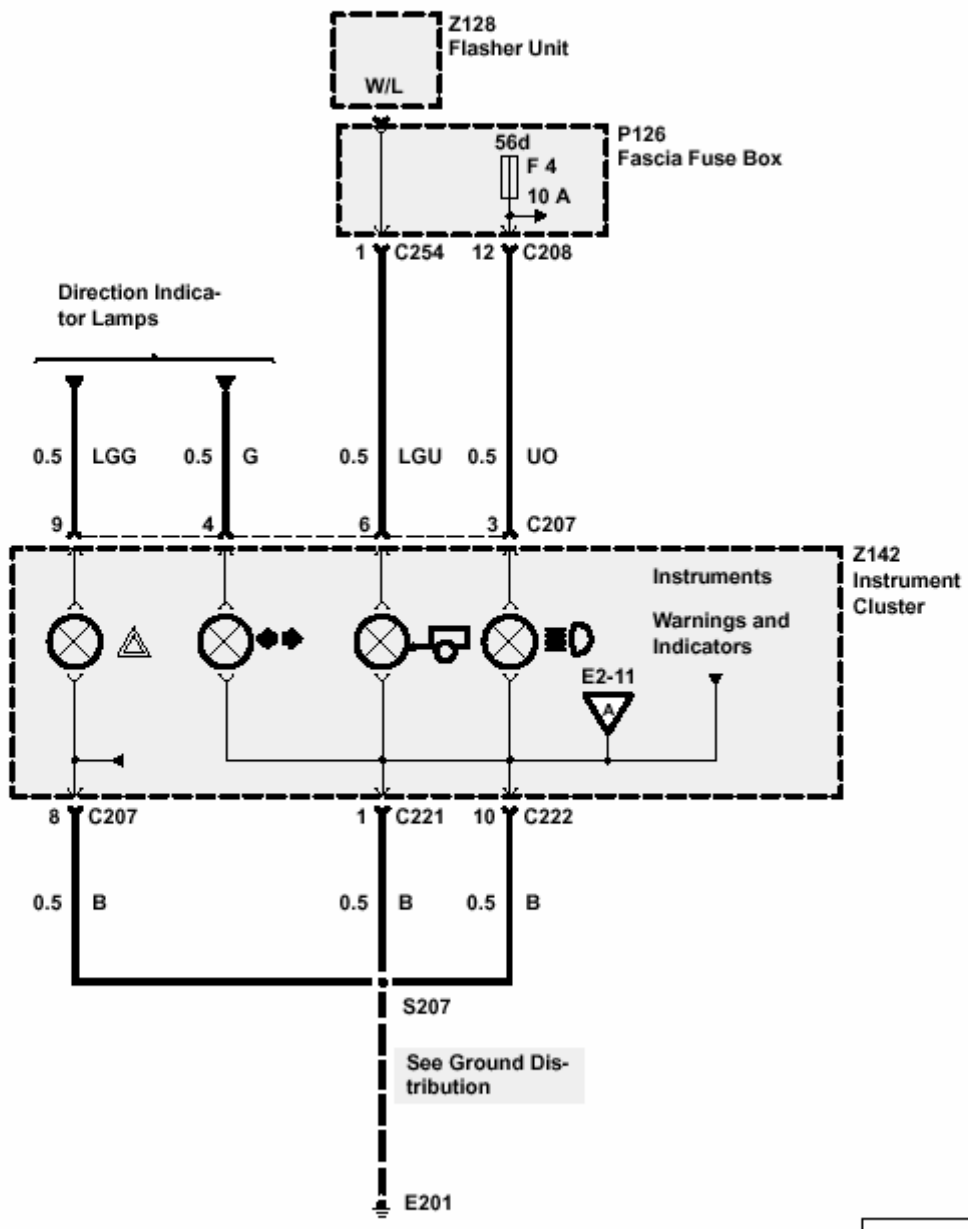 Z128
Flasher Unit
W/L
P126
Fascia Fuse Box
56d
F 4
10 A
1 C254 12 C208
Direction Indica-
tor Lamps
0.5 LGG 0.5 G 0.5 LGU 0.5 UO
9 4 6 3 C207
Z142
Instrument
Cluster
Instruments
Warnings and
Indicators
E2-11
A
8 C207 1 C221 10 C222
0.5 B 0.5 B 0.5 B
S207
See Ground Dis-
tribution
E201